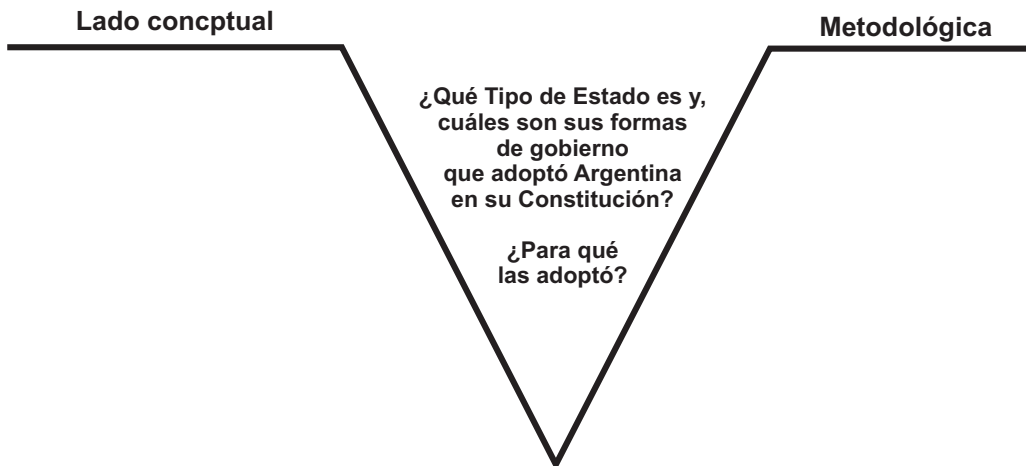 Lado concptual
Metodológica
¿Qué Tipo de Estado es y,
cuáles son sus formas
de gobierno
que adoptó Argentina
en su Constitución?
¿Para qué
las adoptó?